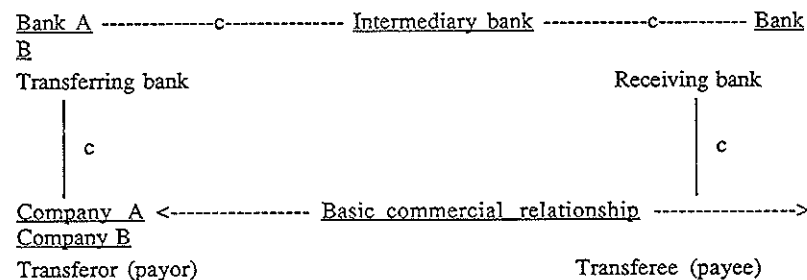 Bank A --------------c-------------- Intermediary bank --------------c----------- Bank
B
Transferring bank Receiving bank
c c
Company A <---------------- Basic commercial relationship ----------------->
Company B
Transferor (payor) Transferee (payee)